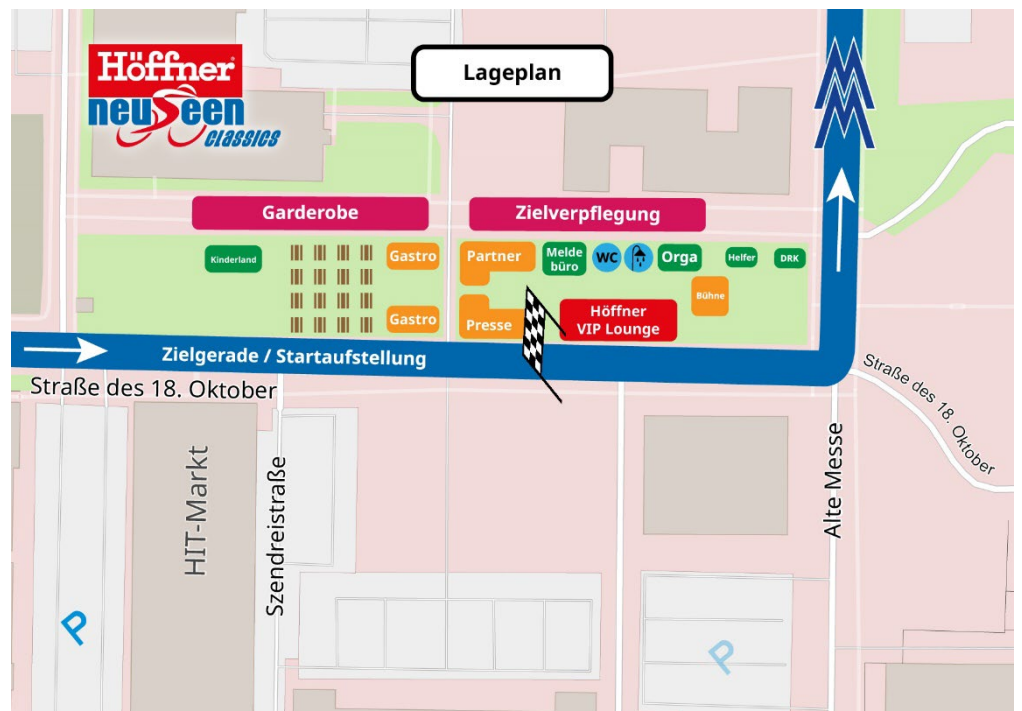 Höffner
neuseen
classics
Lageplan
Garderobe
Zielverpflegung
Kinderland
Gastro
Partner
Melde
büro
WC
Orga
Helfer
DRK
Bühne
Gastro
Presse
Höffner
VIP Lounge
Zielgerade / Startaufstellung
Straße des 18. Oktober
Straße des 18. Oktober
HIT-Markt
Szendreistraße
Alte Messe
P
P